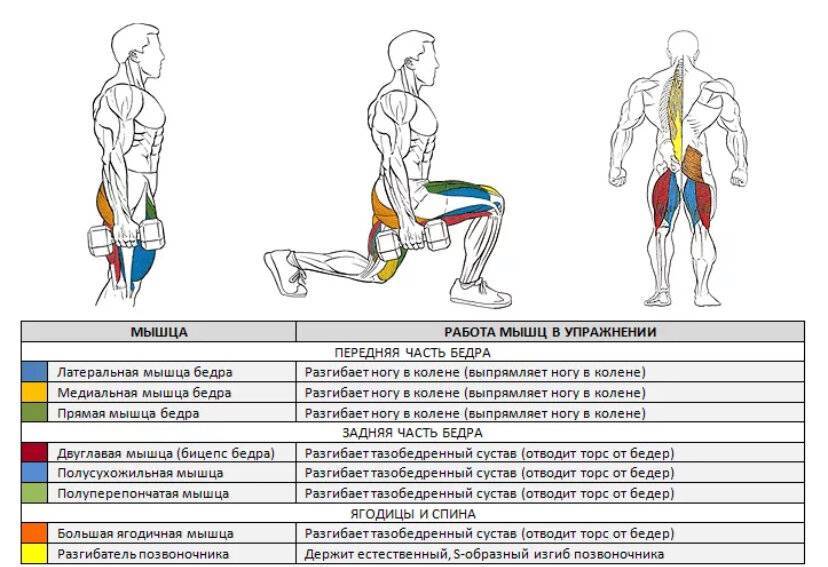 МЫШЦА РАБОТА МЫШЦ В УПРАЖНЕНИИ
ПЕРЕДНЯЯ ЧАСТЬ БЕДРА
Латеральная мышца бедра Разгибает ногу в колене (выпрямляет ногу в колене)
Медиальная мышца бедра Разгибает ногу в колене (выпрямляет ногу в колене)
Прямая мышца бедра Разгибает ногу в колене (выпрямляет ногу в колене)
ЗАДНЯЯ ЧАСТЬ БЕДРА
Двуглавая мышца (бицепс бедра) Разгибает тазобедренный сустав (отводит торс от бедер)
Полусухожильная мышца Разгибает тазобедренный сустав (отводит торс от бедер)
Полуперепончатая мышца Разгибает тазобедренный сустав (отводит торс от бедер)
ЯГОДИЦЫ И СПИНА
Большая ягодичная мышца Разгибает тазобедренный сустав (отводит торс от бедер)
Разгибатель позвоночника Держит естественный, S-образный изгиб позвоночника